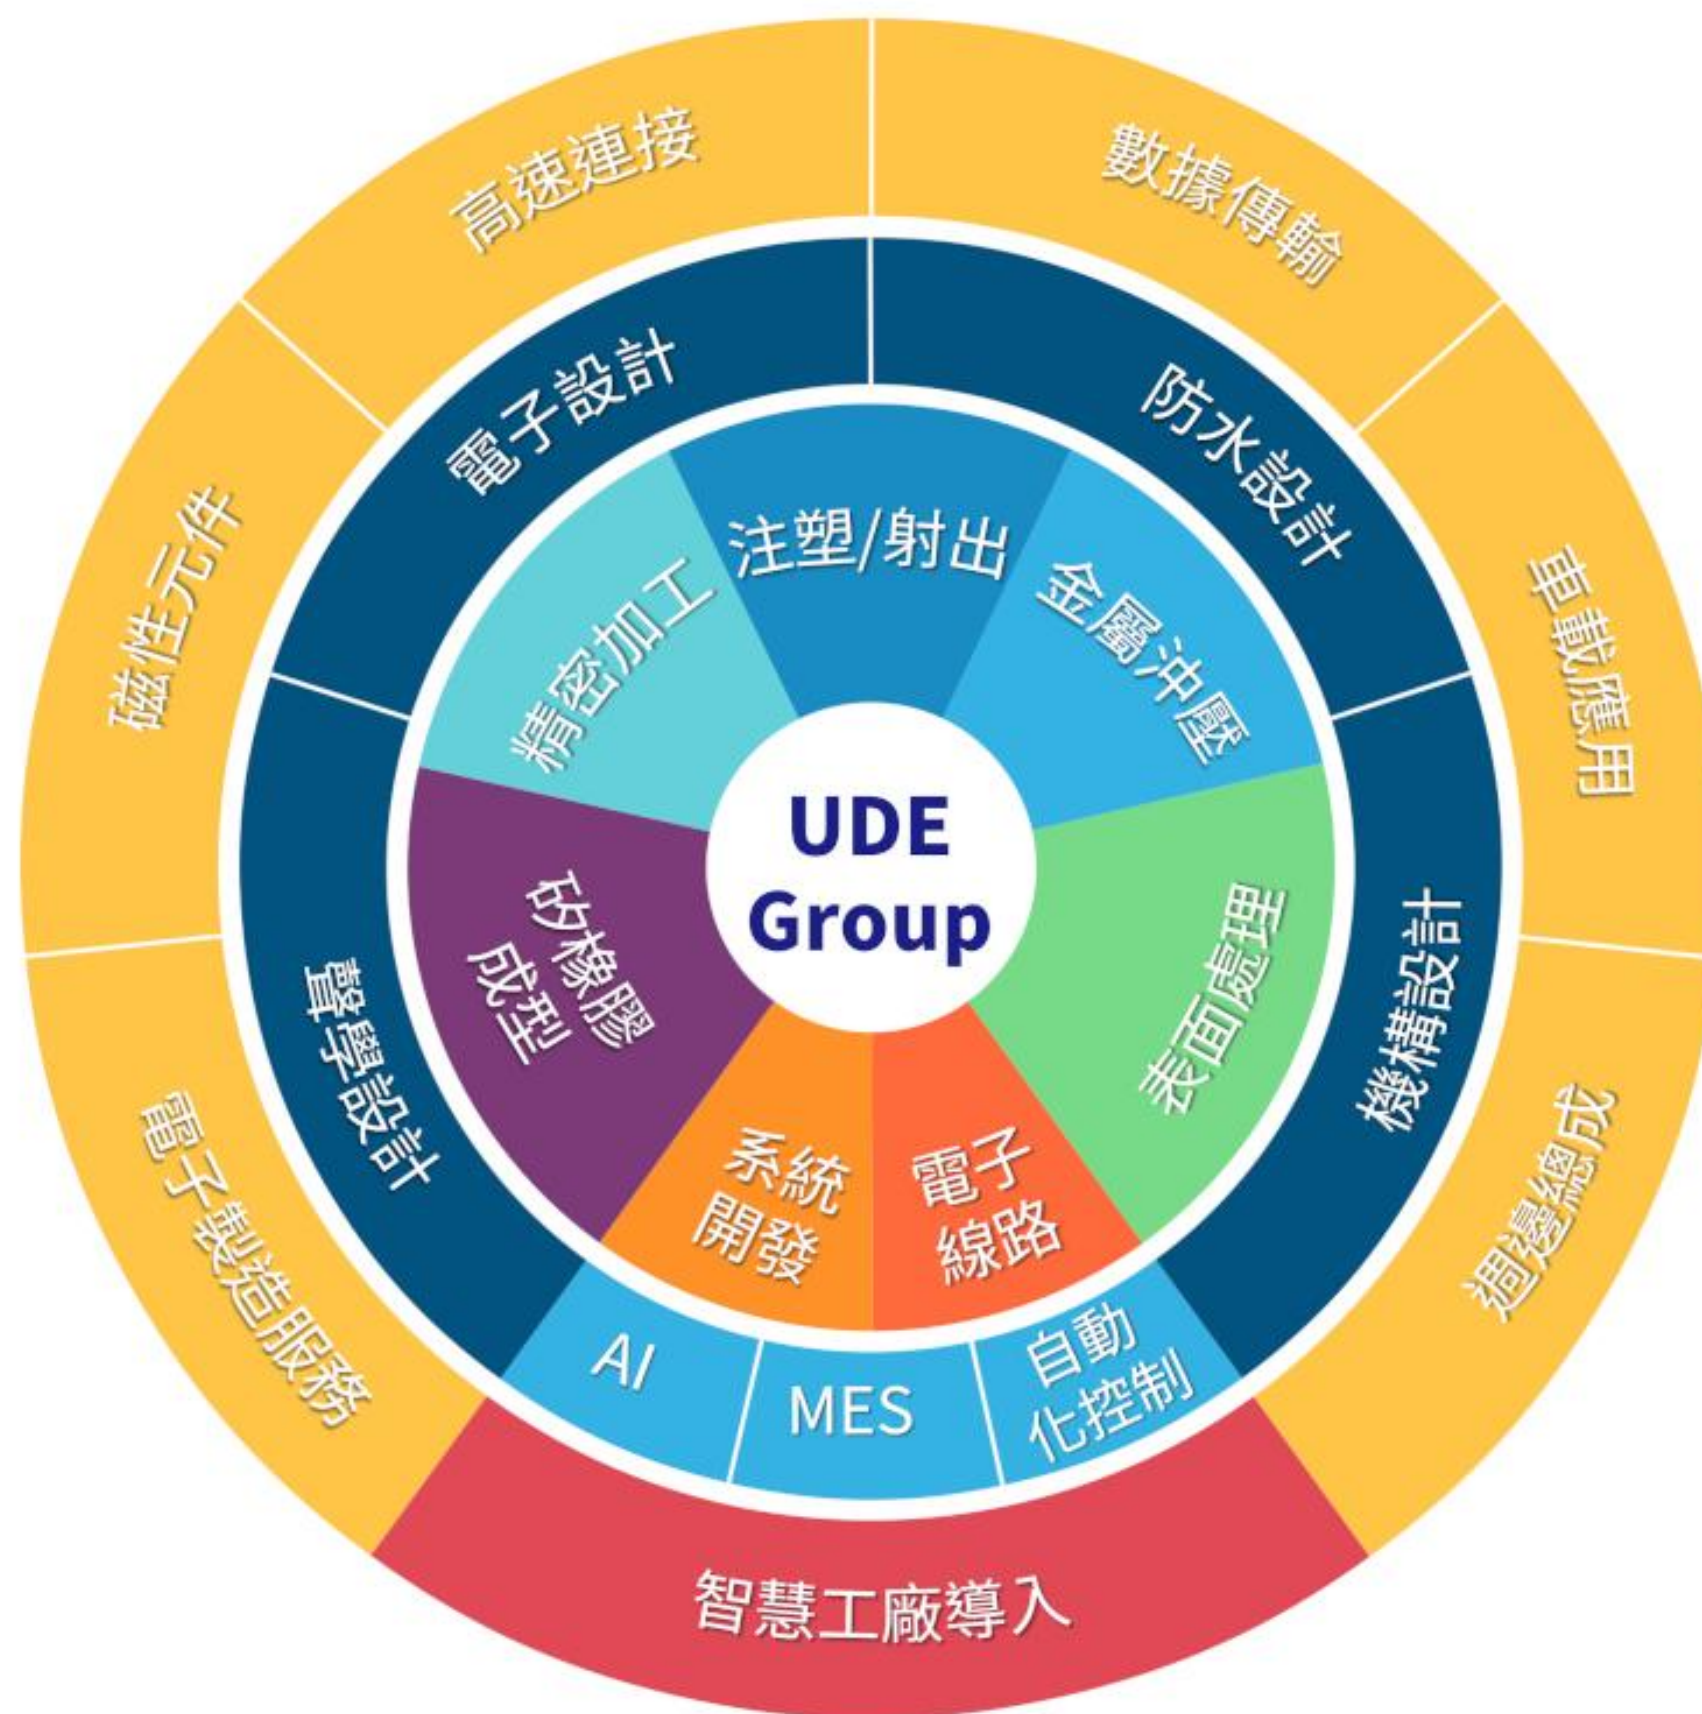 高速連接
數據傳輸
車載應用
週邊總成
智慧工廠導入
電子製造服務
磁性元件
電子設計
防水設計
機構設計
自動
化控制
MES
AI
聲學設計
注塑/射出
金屬沖壓
表面處理
電子
線路
系統
開發
矽橡膠
成型
精密加工
UDE
Group